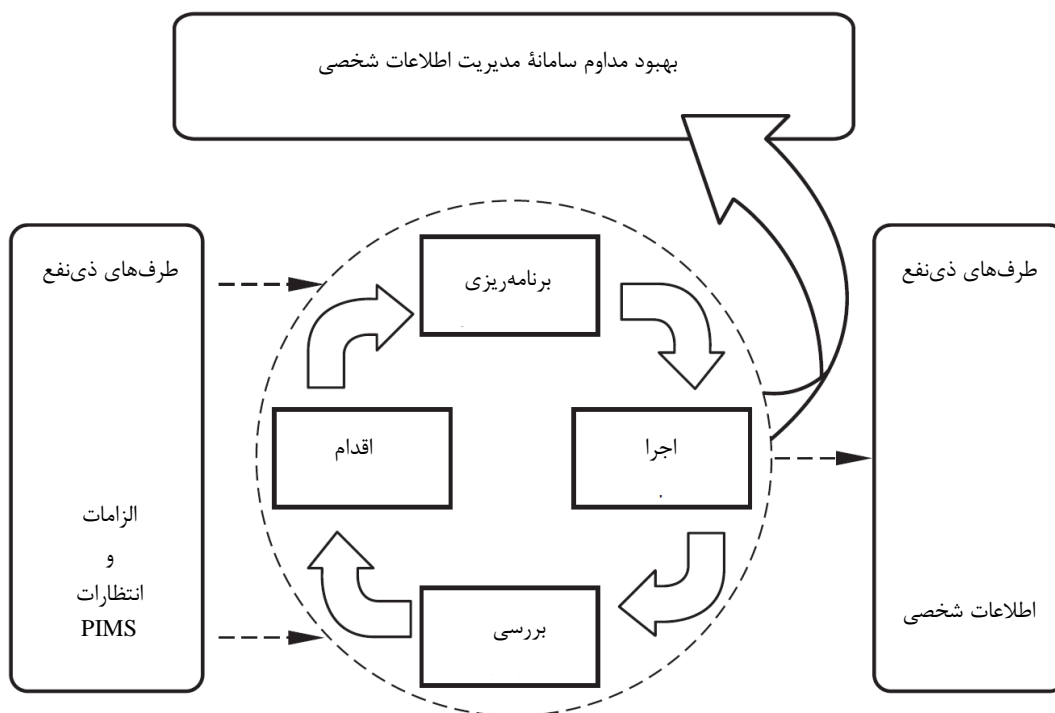 بهبود مداوم سامانهٔ مدیریت اطلاعات شخصی
طرف‌های ذی‌نفع
برنامه‌ریزی
طرف‌های ذی‌نفع
اقدام
اجرا
الزامات
و
انتظارات
PIMS
بررسی
اطلاعات شخصی